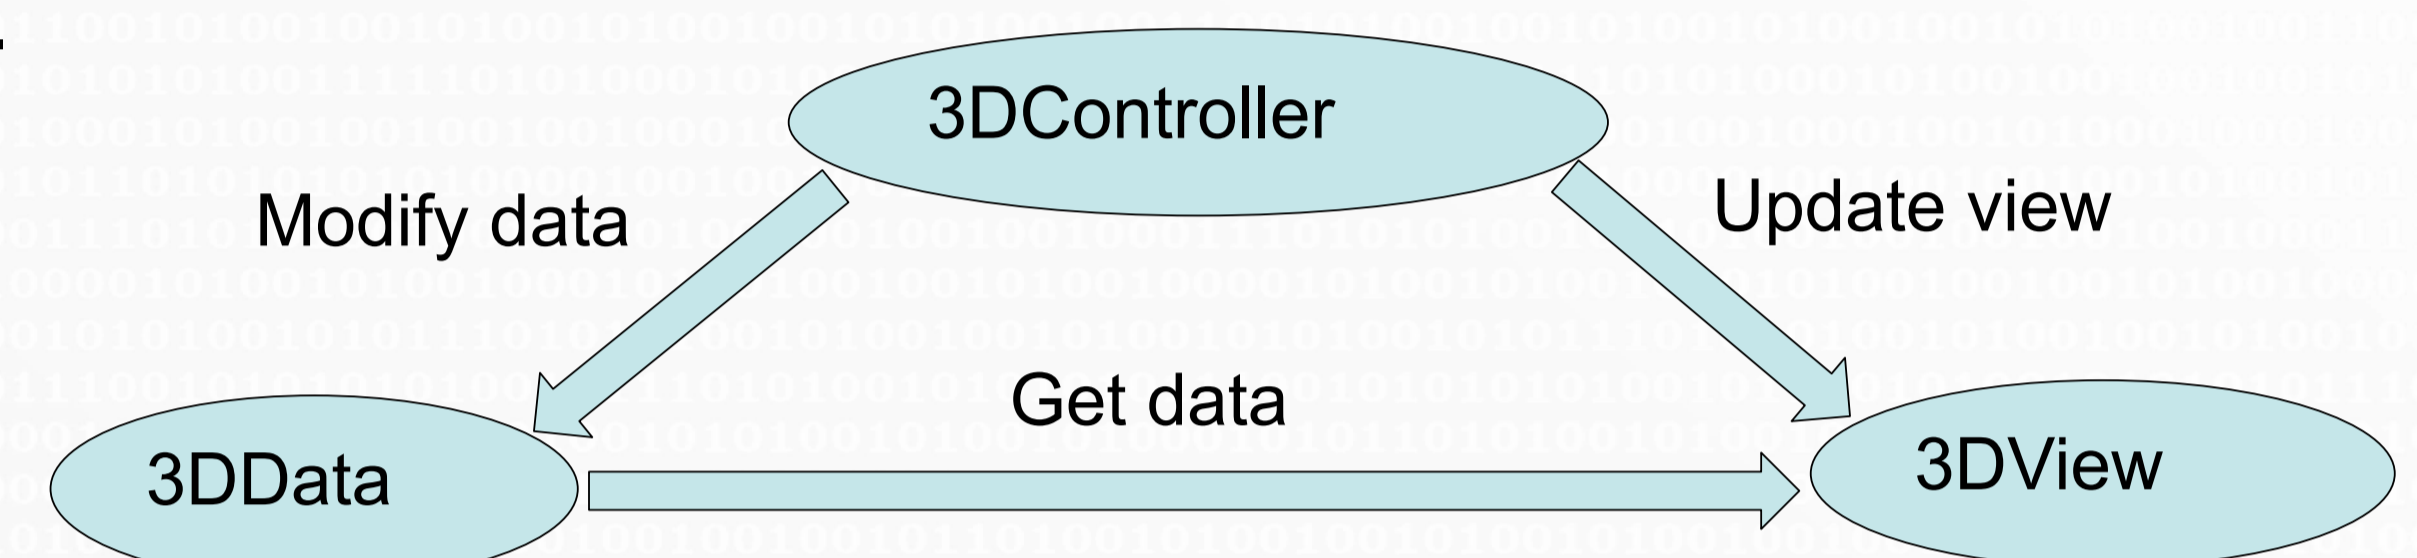 3DController
Modify data
Update view
Get data
3DData
3DView